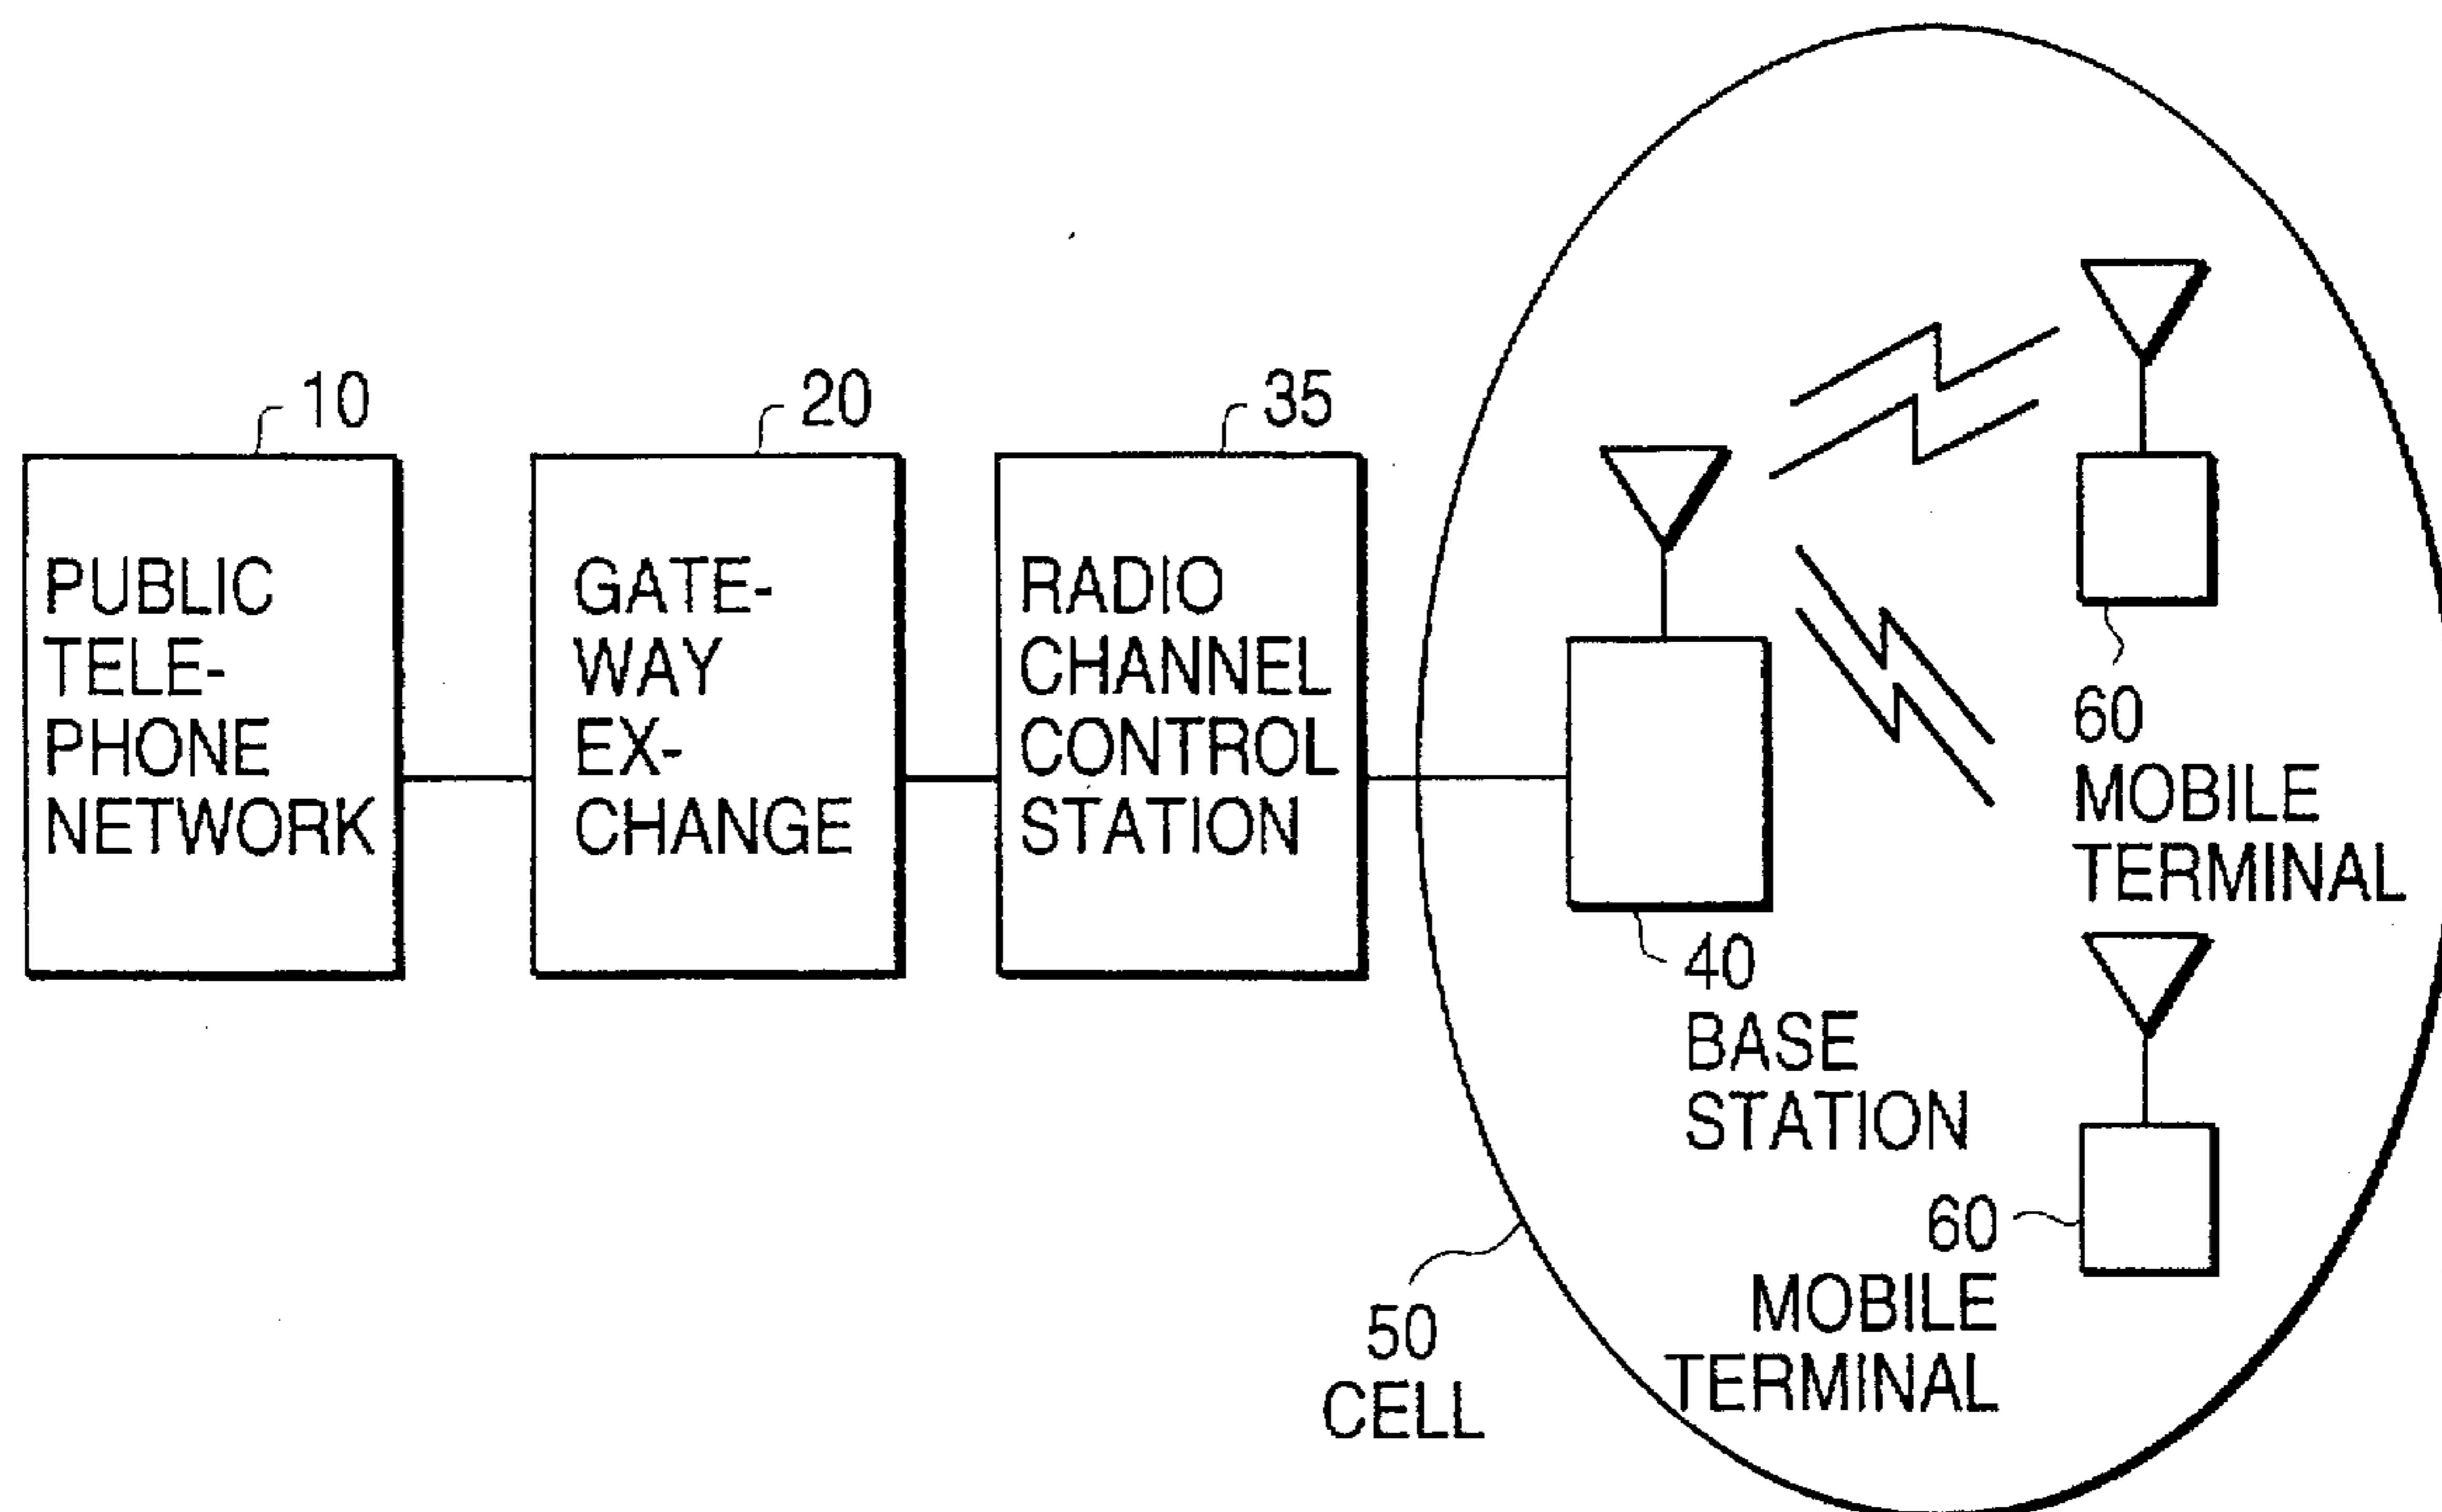 10
PUBLIC
TELE-
PHONE
NETWORK
20
GATE-
WAY
EX-
CHANGE
35
RADIO
CHANNEL
CONTROL
STATION
40
BASE
STATION
60
MOBILE
TERMINAL
60
MOBILE
TERMINAL
50
CELL